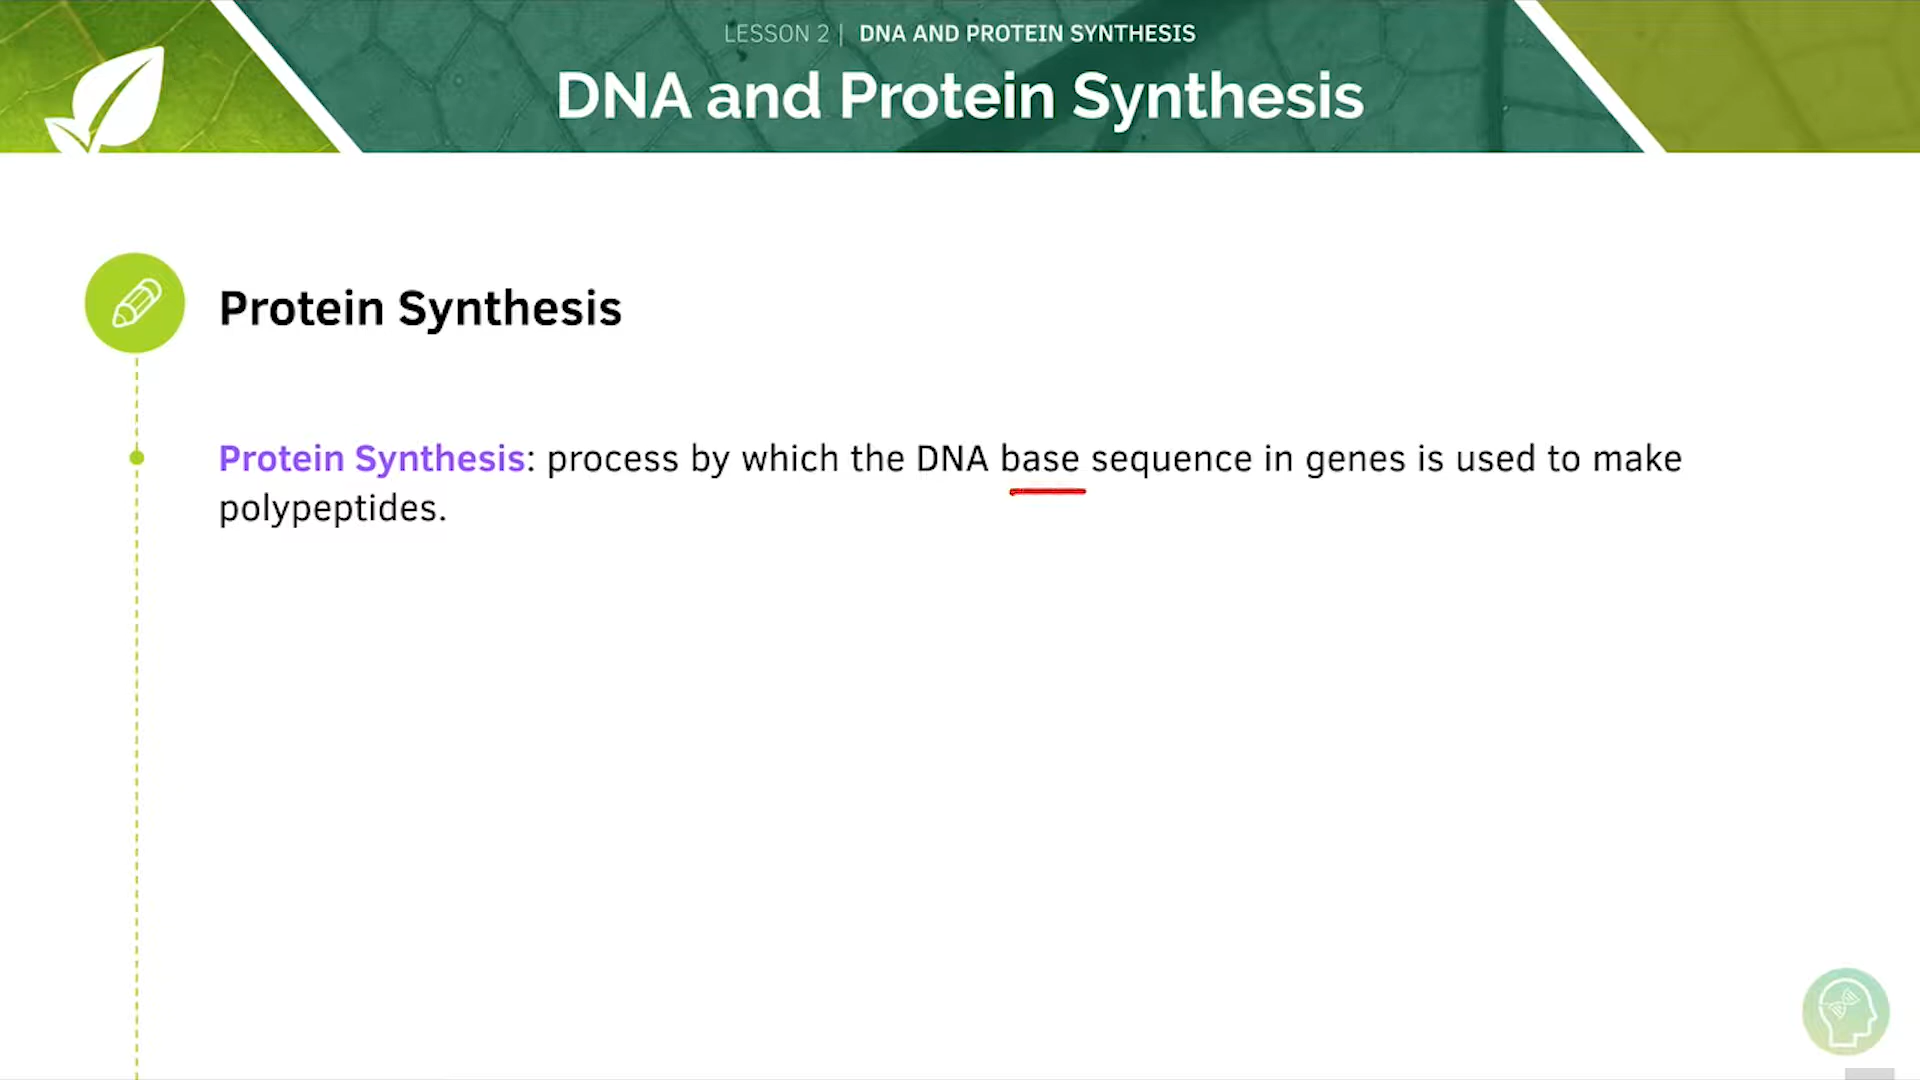 LESSON 2 | DNA AND PROTEIN SYNTHESIS
DNA and Protein Synthesis
Protein Synthesis
Protein Synthesis: process by which the DNA base sequence in genes is used to make
polypeptides.